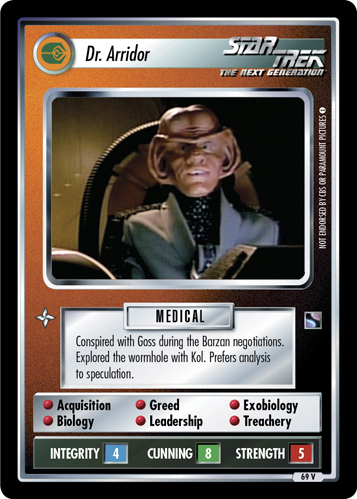 Dr. Arridor
STAR TREK
THE NEXT GENERATION
NOT ENDORSED BY CBS OR PARAMOUNT PICTURES
MEDICAL
Conspired with Goss during the Barzan negotiations.
Explored the wormhole with Kol. Prefers analysis
to speculation.
Acquisition Greed Exobiology
Biology Leadership Treachery
INTEGRITY 4 CUNNING 8 STRENGTH 5
69 V